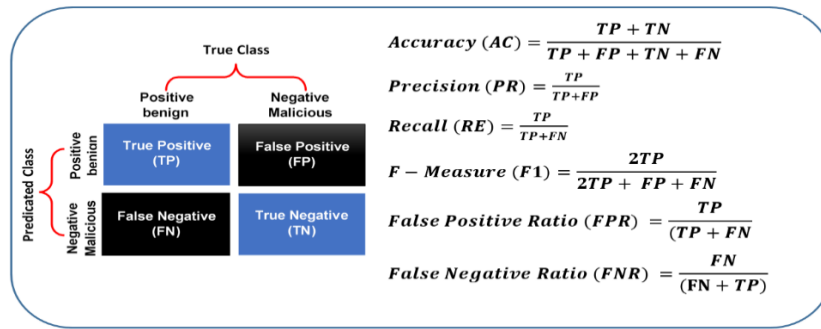 True Class
Positive benign
Negative Malicious
Predicated Class
Positive benion
Negative Malicious
True Positive (TP)
False Positive (FP)
False Negative (FN)
True Negative (TN)
Accuracy (AC) = TP + TN / TP + FP + TN + FN
Precision (PR) = TP / TP+FP
Recall (RE) = TP / TP+FN
F − Measure (F1) = 2TP / 2TP + FP + FN
False Positive Ratio (FPR) = TP / (TP + FN
False Negative Ratio (FNR) = FN / (FN + TP)